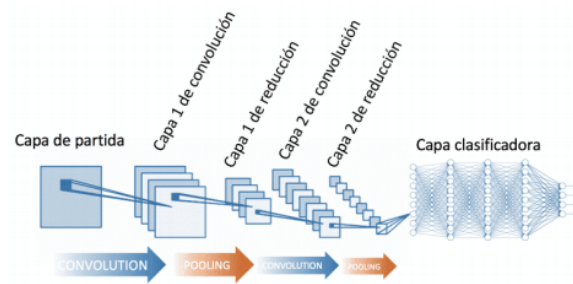 Capa de partida
Capa 1 de convolución
Capa 1 de reducción
Capa 2 de convolución
Capa 2 de reducción
Capa clasificadora
CONVOLUTION
POOLING
CONVOLUTION
POOLING